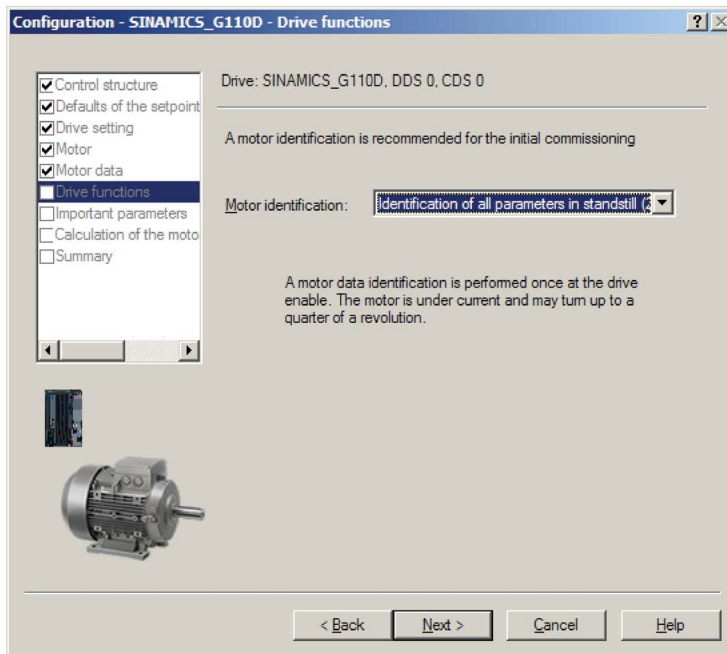 Configuration - SINAMICS_G110D - Drive functions
Control structure
Defaults of the setpoint
Drive setting
Motor
Motor data
Drive functions
Important parameters
Calculation of the moto
Summary
Drive: SINAMICS_G110D, DDS 0, CDS 0
A motor identification is recommended for the initial commissioning
Motor identification: Identification of all parameters in standstill (2
A motor data identification is performed once at the drive
enable. The motor is under current and may turn up to a
quarter of a revolution.
< Back Next > Cancel Help